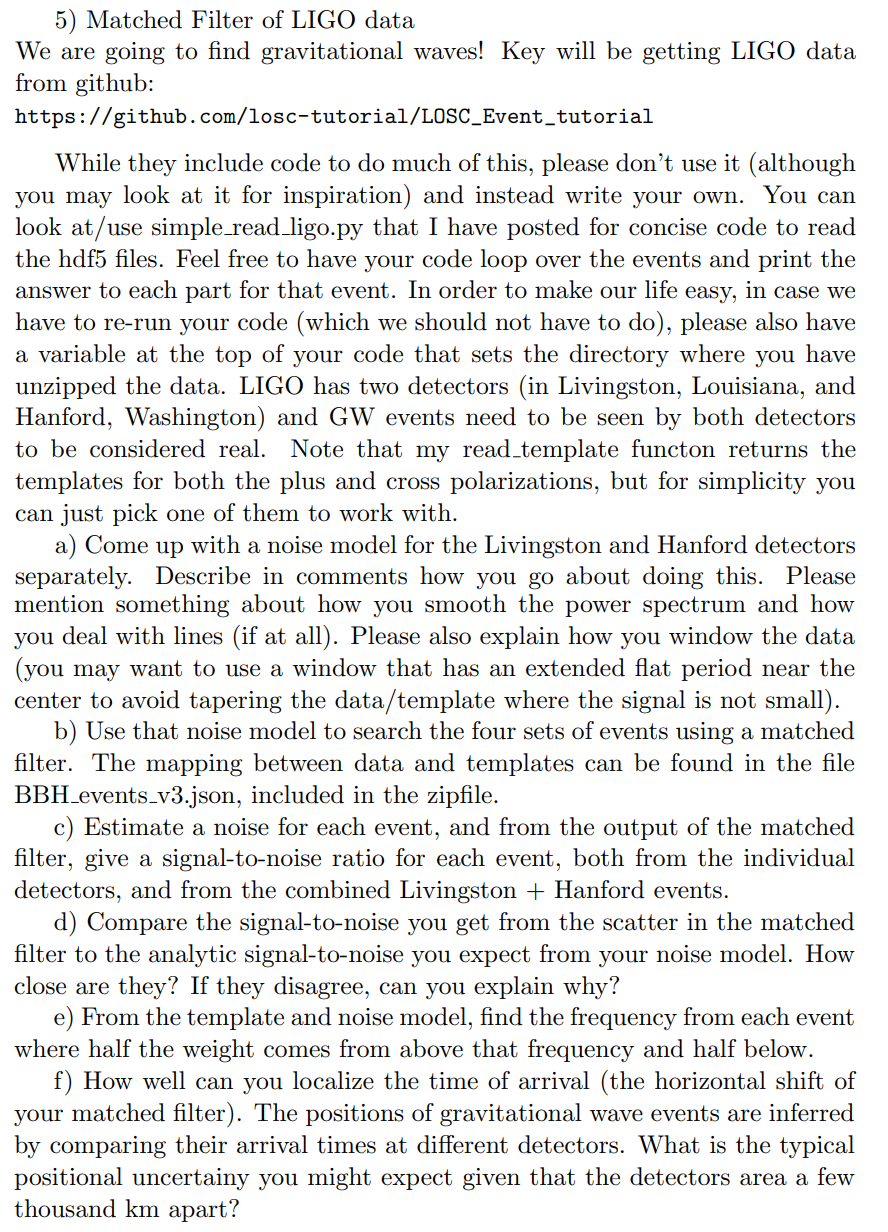 5) Matched Filter of LIGO data
We are going to find gravitational waves! Key will be getting LIGO data
from github:
https://github.com/losc-tutorial/LOSC_Event_tutorial
While they include code to do much of this, please don't use it (although
you may look at it for inspiration) and instead write your own. You can
look at/use simple_read_ligo.py that I have posted for concise code to read
the hdf5 files. Feel free to have your code loop over the events and print the
answer to each part for that event. In order to make our life easy, in case we
have to re-run your code (which we should not have to do), please also have
a variable at the top of your code that sets the directory where you have
unzipped the data. LIGO has two detectors (in Livingston, Louisiana, and
Hanford, Washington) and GW events need to be seen by both detectors
to be considered real. Note that my read_template functon returns the
templates for both the plus and cross polarizations, but for simplicity you
can just pick one of them to work with.
a) Come up with a noise model for the Livingston and Hanford detectors
separately. Describe in comments how you go about doing this. Please
mention something about how you smooth the power spectrum and how
you deal with lines (if at all). Please also explain how you window the data
(you may want to use a window that has an extended flat period near the
center to avoid tapering the data/template where the signal is not small).
b) Use that noise model to search the four sets of events using a matched
filter. The mapping between data and templates can be found in the file
BBH_events_v3.json, included in the zipfile.
c) Estimate a noise for each event, and from the output of the matched
filter, give a signal-to-noise ratio for each event, both from the individual
detectors, and from the combined Livingston + Hanford events.
d) Compare the signal-to-noise you get from the scatter in the matched
filter to the analytic signal-to-noise you expect from your noise model. How
close are they? If they disagree, can you explain why?
e) From the template and noise model, find the frequency from each event
where half the weight comes from above that frequency and half below.
f) How well can you localize the time of arrival (the horizontal shift of
your matched filter). The positions of gravitational wave events are inferred
by comparing their arrival times at different detectors. What is the typical
positional uncertainy you might expect given that the detectors area a few
thousand km apart?